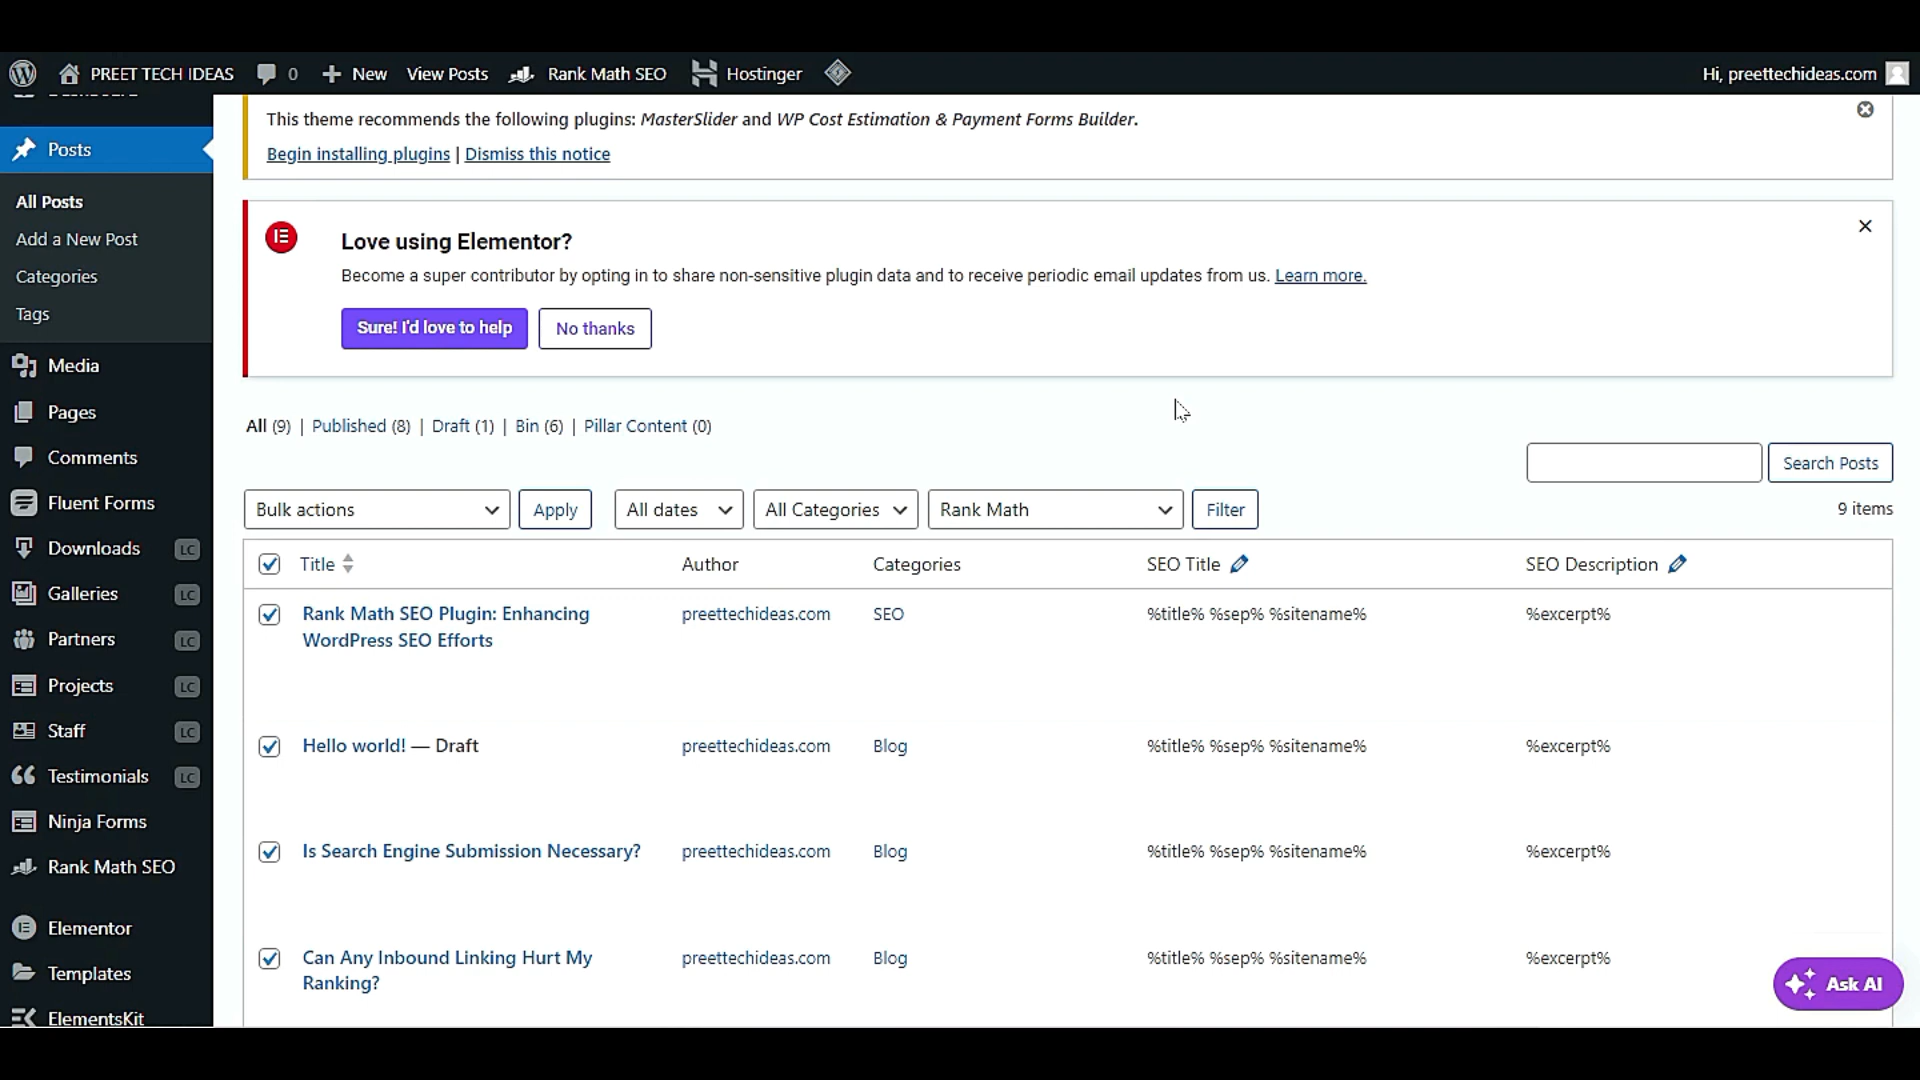 PREET TECH IDEAS 0 New View Posts Rank Math SEO Hostinger Hi, preettechideas.com
Posts
All Posts
Add a New Post
Categories
Tags
Media
Pages
Comments
Fluent Forms
Downloads LC
Galleries LC
Partners LC
Projects LC
Staff LC
Testimonials LC
Ninja Forms
Rank Math SEO
Elementor
Templates
ElementsKit
This theme recommends the following plugins: MasterSlider and WP Cost Estimation & Payment Forms Builder.
Begin installing plugins | Dismiss this notice
Love using Elementor?
Become a super contributor by opting in to share non-sensitive plugin data and to receive periodic email updates from us. Learn more.
Sure! I'd love to help No thanks
All (9) | Published (8) | Draft (1) | Bin (6) | Pillar Content (0)
Search Posts
Bulk actions Apply All dates All Categories Rank Math Filter 9 items
Title Author Categories SEO Title SEO Description
Rank Math SEO Plugin: Enhancing preettechideas.com SEO %title% %sep% %sitename% %excerpt%
WordPress SEO Efforts
Hello world! — Draft preettechideas.com Blog %title% %sep% %sitename% %excerpt%
Is Search Engine Submission Necessary? preettechideas.com Blog %title% %sep% %sitename% %excerpt%
Can Any Inbound Linking Hurt My preettechideas.com Blog %title% %sep% %sitename% %excerpt%
Ranking?
Ask AI